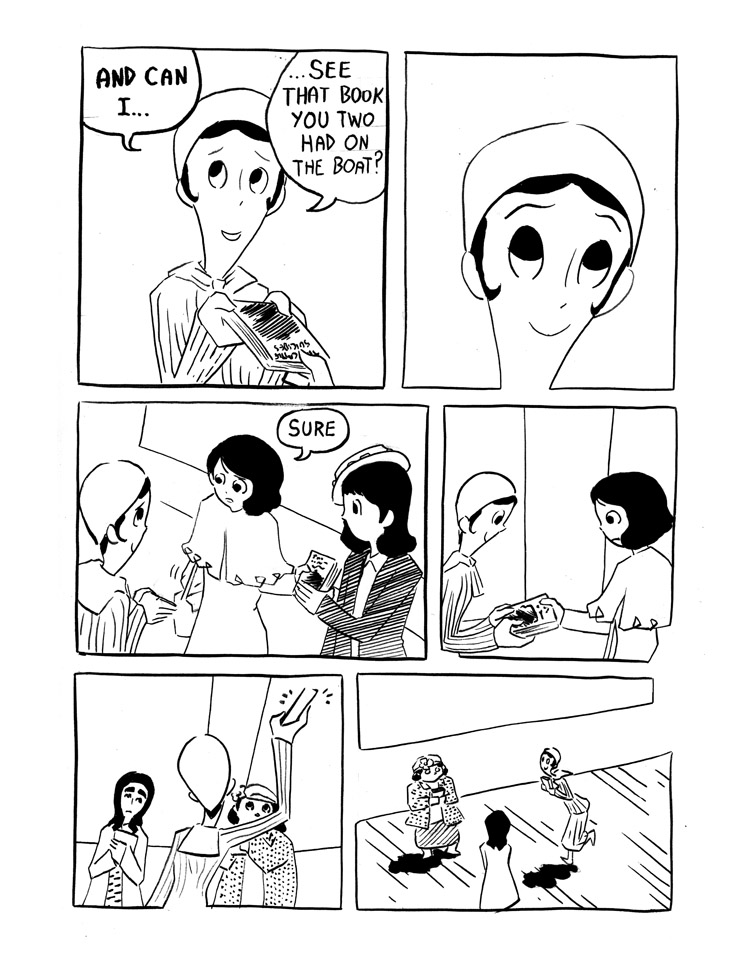 AND CAN
I...
...SEE
THAT BOOK
YOU TWO
HAD ON
THE BOAT?
SURE